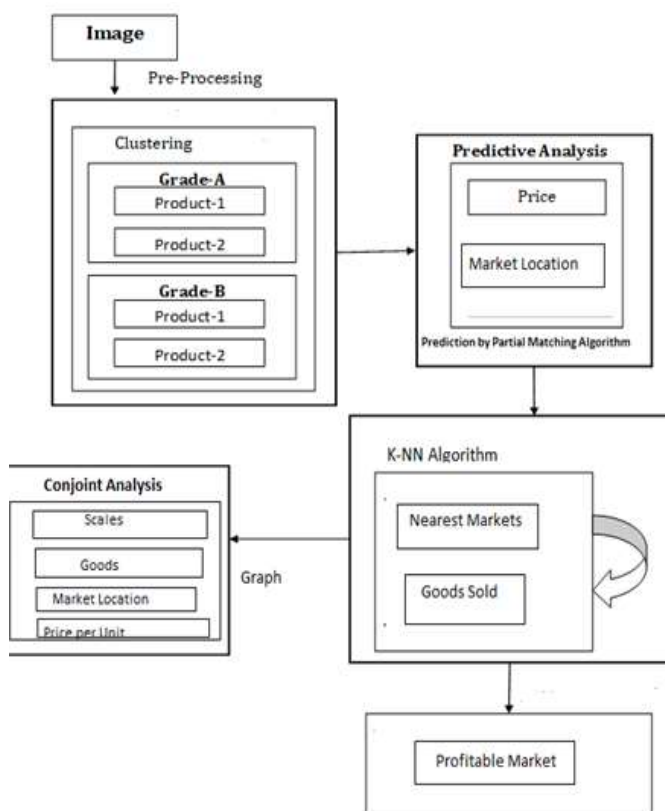 Image
Pre-Processing
Clustering
Grade-A
Product-1
Product-2
Grade-B
Product-1
Product-2
Predictive Analysis
Price
Market Location
Prediction by Partial Matching Algorithm
K-NN Algorithm
Nearest Markets
Goods Sold
Graph
Conjoint Analysis
Scales
Goods
Market Location
Price per Unit
Profitable Market